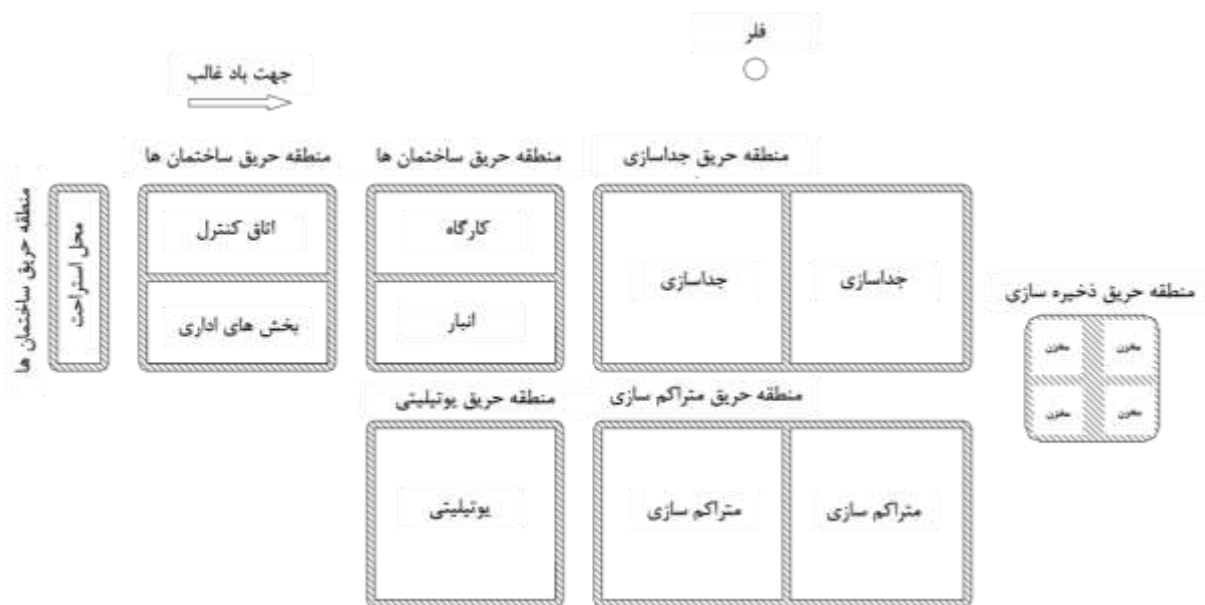 فلر
جهت باد غالب
منطقه حریق ساختمان ها
منطقه حریق ساختمان ها
منطقه حریق جداسازی
منطقه حریق ساختمان ها
محل استراحت
اتاق کنترل
بخش های اداری
کارگاه
انبار
جداسازی
جداسازی
منطقه حریق ذخیره سازی
مخزن
مخزن
مخزن
مخزن
منطقه حریق یوتیلیتی
منطقه حریق متراکم سازی
یوتیلیتی
متراکم سازی
متراکم سازی